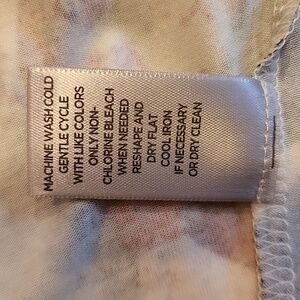 MACHINE WASH COLD
GENTLE CYCLE
WITH LIKE COLORS
ONLY NON-
CHLORINE BLEACH
WHEN NEEDED
RESHAPE AND
DRY FLAT
COOL IRON
IF NECESSARY
OR DRY CLEAN